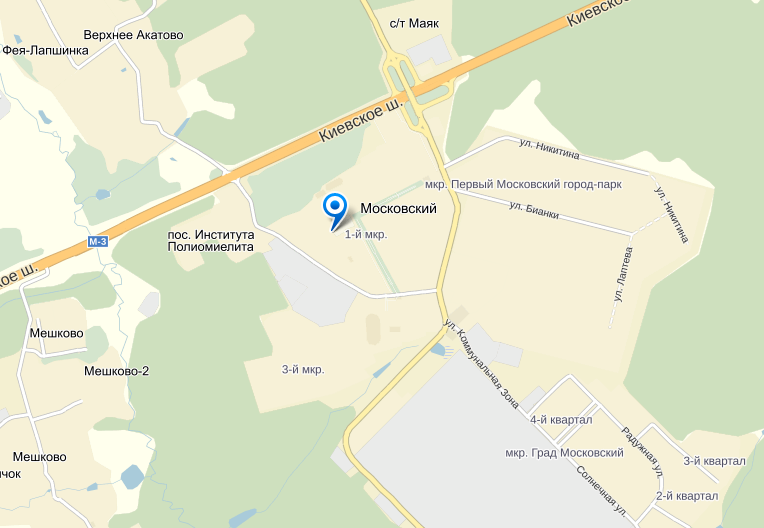 с/т Маяк
Киевское
Верхнее Акатово
Фея-Лапшинка
Киевское ш.
ул. Никитина
мкр. Первый Московский город-парк
ул. Никитина
Московский
ул. Бианки
1-й мкр.
пос. Института
Полиомиелита
М-3
кое ш.
ул. Лаптева
Мешково
ул. Коммунальная Зона
3-й мкр.
Мешково-2
4-й квартал
Радужная ул.
мкр. Град Московский
3-й квартал
Мешково
чок
Солнечная ул.
2-й квартал